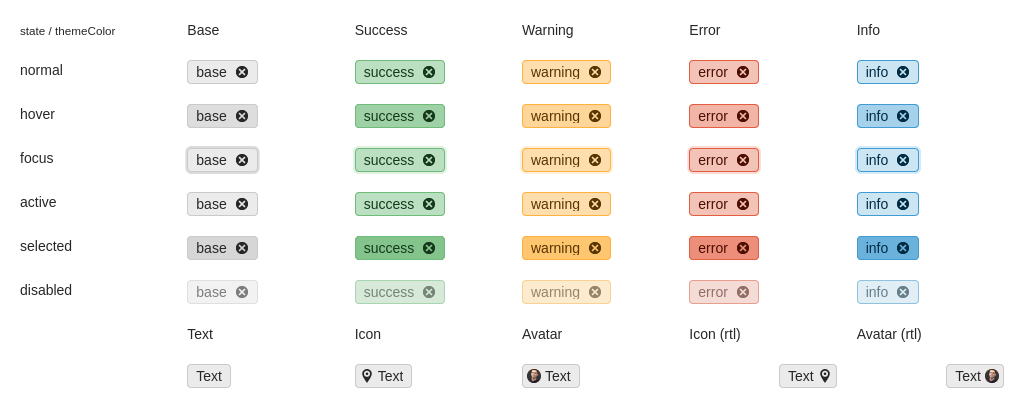 state / themeColor Base Success Warning Error Info
normal base success warning error info
hover base success warning error info
focus base success warning error info
active base success warning error info
selected base success warning error info
disabled base success warning error info
Text Icon Avatar Icon (rtl) Avatar (rtl)
Text Text Text Text Text